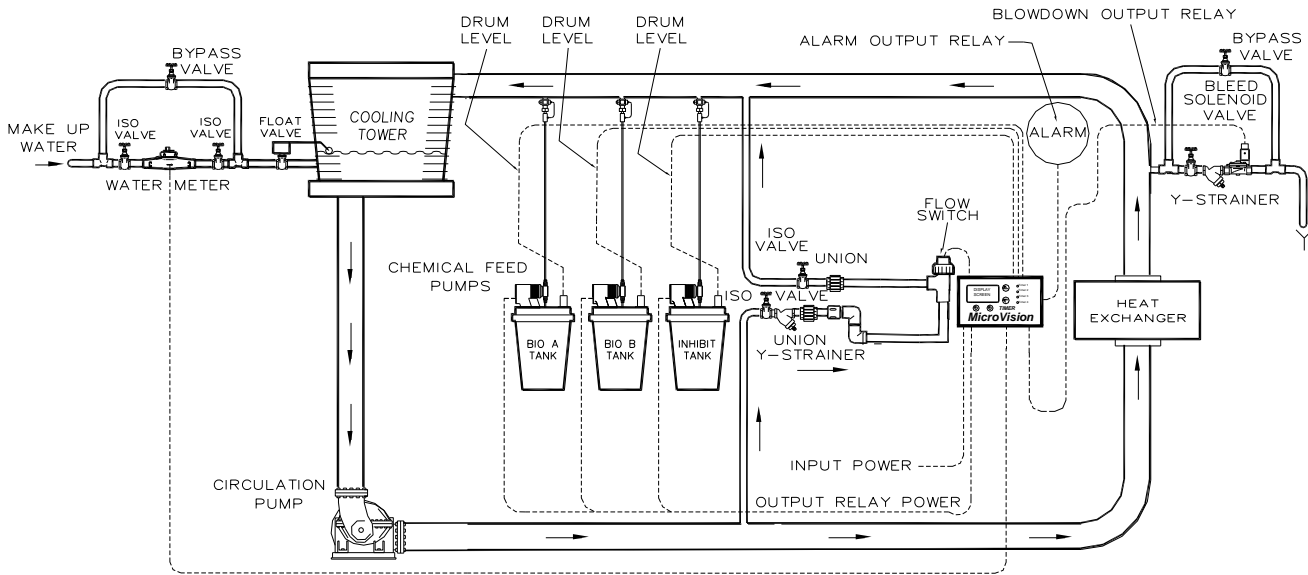 DRUM
LEVEL
DRUM
LEVEL
DRUM
LEVEL
BLOWDOWN OUTPUT RELAY
ALARM OUTPUT RELAY
BYPASS
VALVE
BYPASS
VALVE
BLEED
SOLENOID
VALVE
MAKE UP
WATER
ISO
VALVE
ISO
VALVE
FLOAT
VALVE
COOLING
TOWER
ALARM
WATER METER
Y-STRAINER
FLOW
SWITCH
ISO
VALVE
UNION
CHEMICAL FEED
PUMPS
ISO VALVE
DISPLAY
SCREEN
TIMER
MicroVision
HEAT
EXCHANGER
BIO A
TANK
BIO B
TANK
INHIBIT
TANK
UNION
Y-STRAINER
INPUT POWER
CIRCULATION
PUMP
OUTPUT RELAY POWER